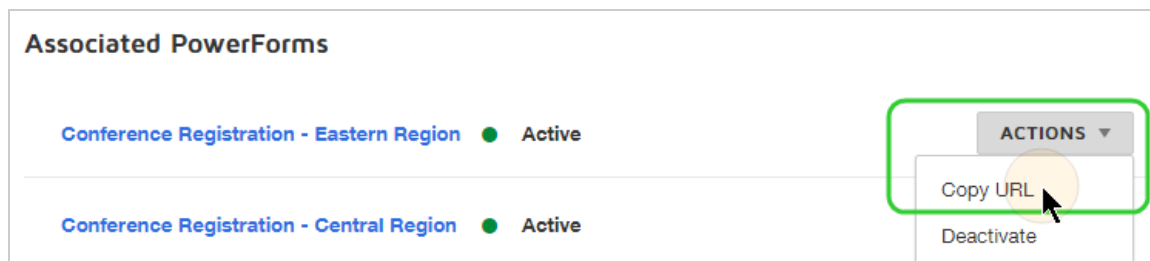 Associated PowerForms
Conference Registration - Eastern Region Active ACTIONS
Copy URL
Conference Registration - Central Region Active
Deactivate